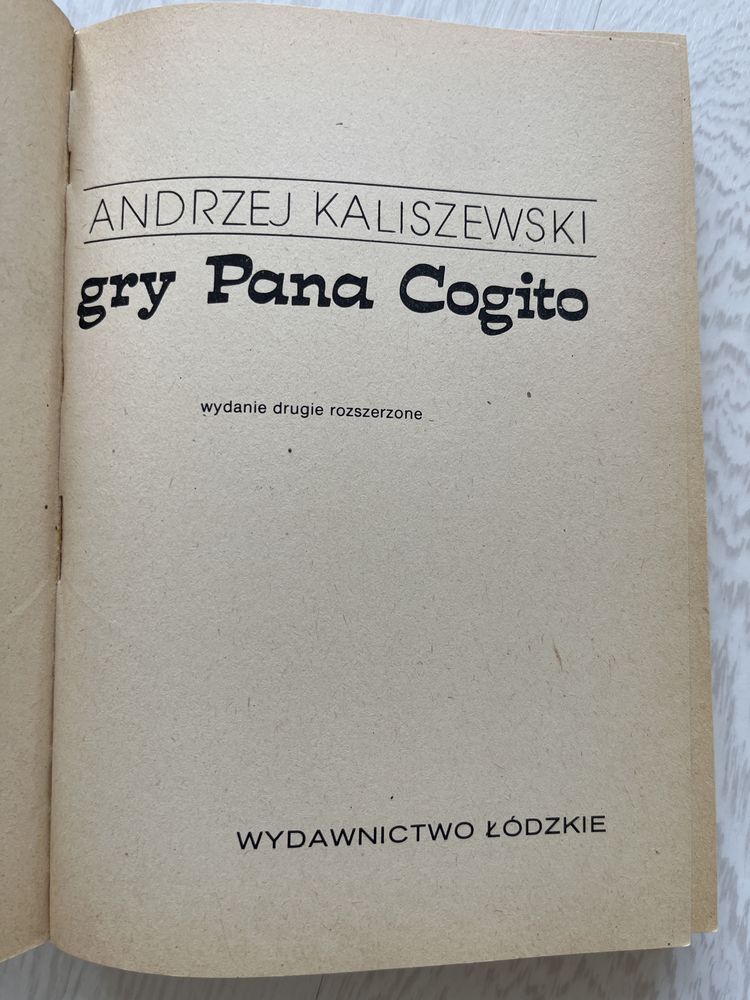 ANDRZEJ KALISZEWSKI
gry Pana Cogito
wydanie drugie rozszerzone
WYDAWNICTWO ŁÓDZKIE